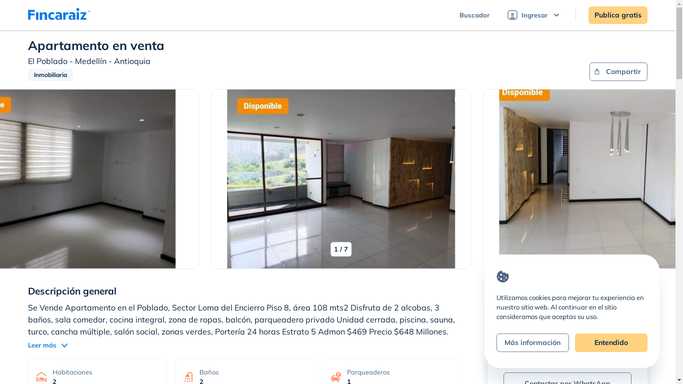 Fincaraiz
Buscador
Ingresar
Publica gratis
Apartamento en venta
El Poblado - Medellín - Antioquia
Inmobiliaria
Compartir
Disponible
Disponible
1 / 7
Descripción general
Se Vende Apartamento en el Poblado, Sector Loma del Encierro Piso 8, área 108 mts2 Disfruta de 2 alcobas, 3
baños, sala comedor, cocina integral, zona de ropas, balcón, parqueadero privado Unidad cerrada, piscina, sauna,
turco, cancha múltiple, salón social, zonas verdes, Portería 24 horas Estrato 5 Admon $469 Precio $648 Millones.
Leer más
Habitaciones
2
Baños
2
Parqueaderos
1
Utilizamos cookies para mejorar tu experiencia en
nuestro sitio web. Al continuar en el sitio
consideramos que aceptas su uso.
Más información
Entendido
Contactar por WhatsApp